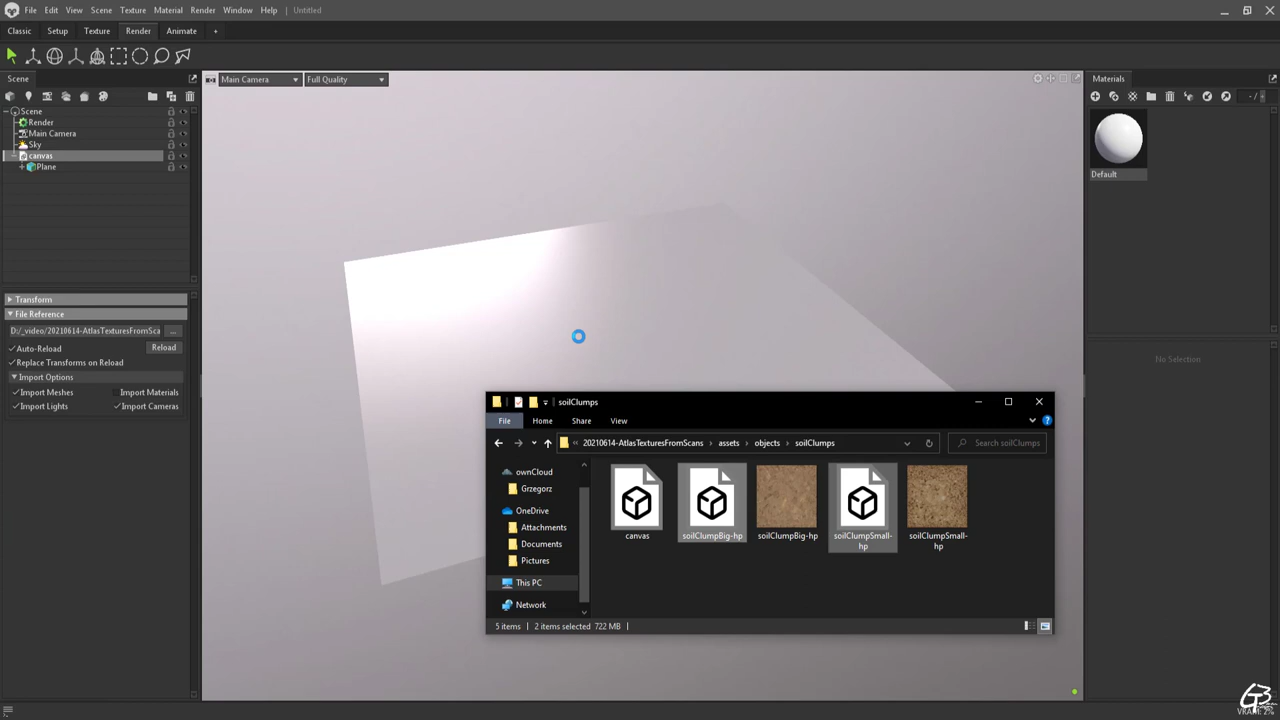 File Edit View Scene Texture Material Render Window Help Untitled
Classic Setup Texture Render Animate +
Scene
Main Camera Full Quality
Materials
- /
Scene
Render
Main Camera
Sky
canvas
Plane
Default
Transform
File Reference
D:/_video/20210614-AtlasTexturesFromSca ...
Auto-Reload Reload
Replace Transforms on Reload
Import Options
Import Meshes Import Materials
Import Lights Import Cameras
No Selection
soilClumps
File Home Share View
« 20210614-AtlasTexturesFromScans › assets › objects › soilClumps
Search soilClumps
ownCloud
Grzegorz
OneDrive
Attachments
Documents
Pictures
This PC
Network
canvas
soilClumpBig-hp
soilClumpBig-hp
soilClumpSmall-
hp
soilClumpSmall-
hp
5 items 2 items selected 722 MB